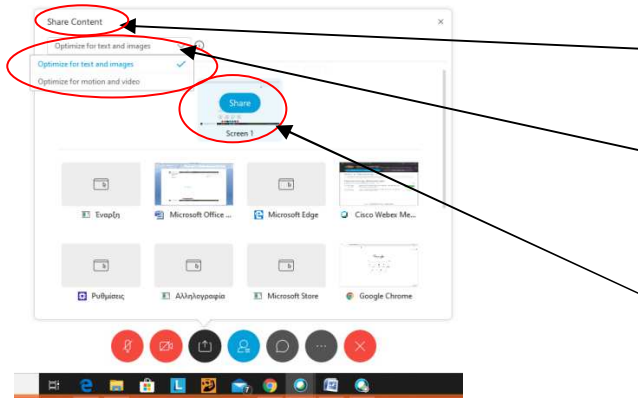 Share Content
Optimize for text and images
Optimize for text and images
Optimize for motion and video
Share
Screen 1
Έναρξη
Microsoft Office ...
Microsoft Edge
Cisco Webex Me...
Ρυθμίσεις
Αλληλογραφία
Microsoft Store
Google Chrome